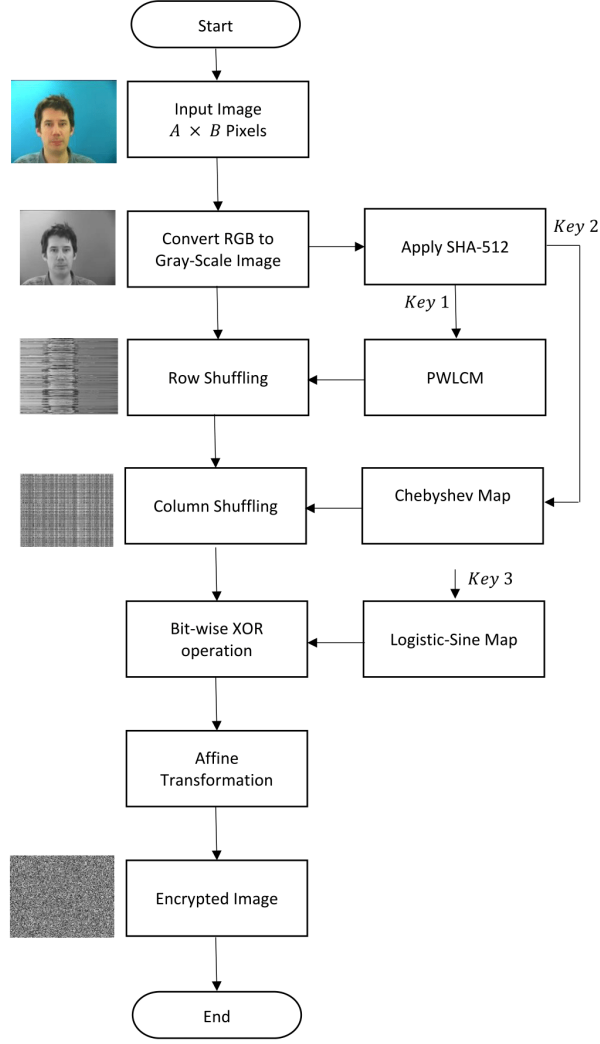 Start
Input Image
A × B Pixels
Convert RGB to
Gray-Scale Image
Apply SHA-512
Key 2
Key 1
Row Shuffling
PWLCM
Column Shuffling
Chebyshev Map
Key 3
Bit-wise XOR
operation
Logistic-Sine Map
Affine
Transformation
Encrypted Image
End